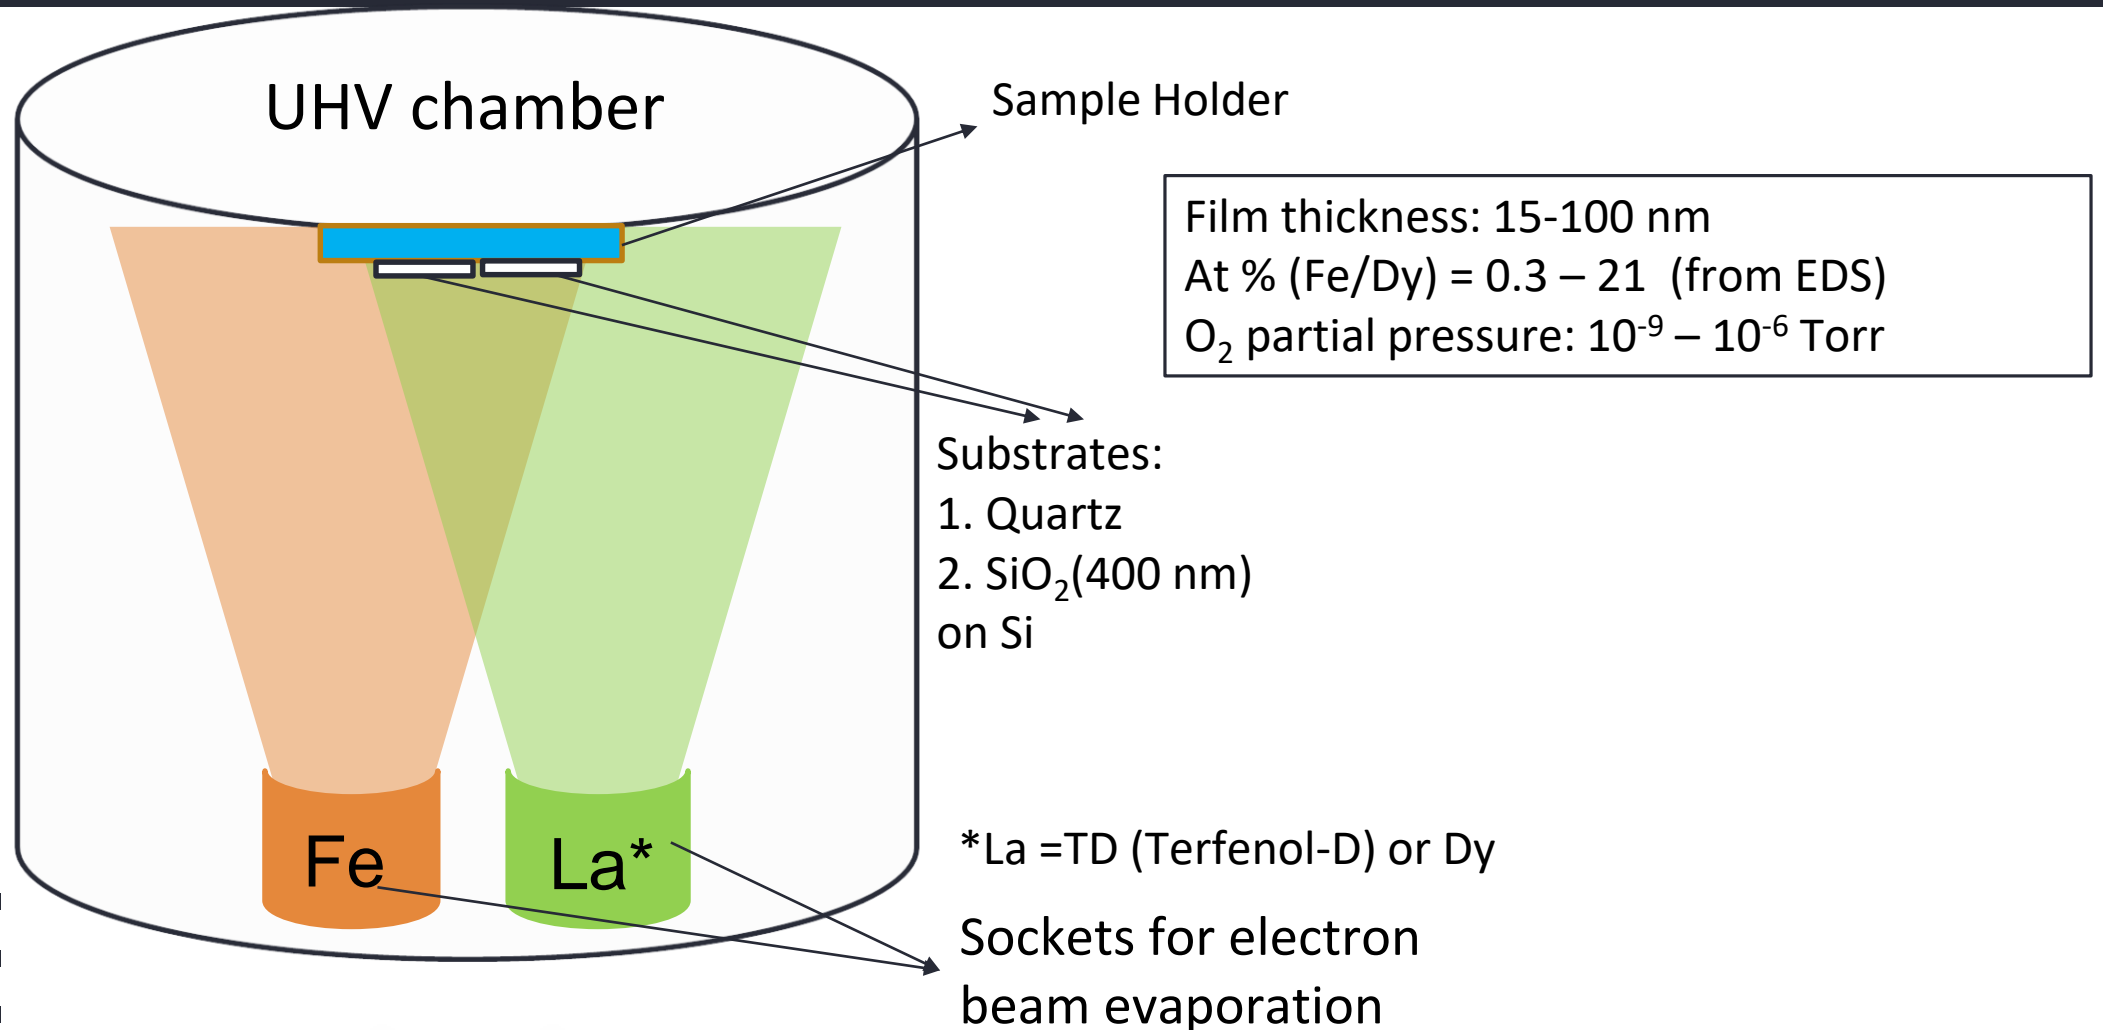 UHV chamber
Sample Holder
Film thickness: 15-100 nm
At % (Fe/Dy) = 0.3 – 21 (from EDS)
O₂ partial pressure: 10⁻⁹ – 10⁻⁶ Torr
Substrates:
1. Quartz
2. SiO₂(400 nm)
on Si
Fe
La*
*La =TD (Terfenol-D) or Dy
Sockets for electron
beam evaporation